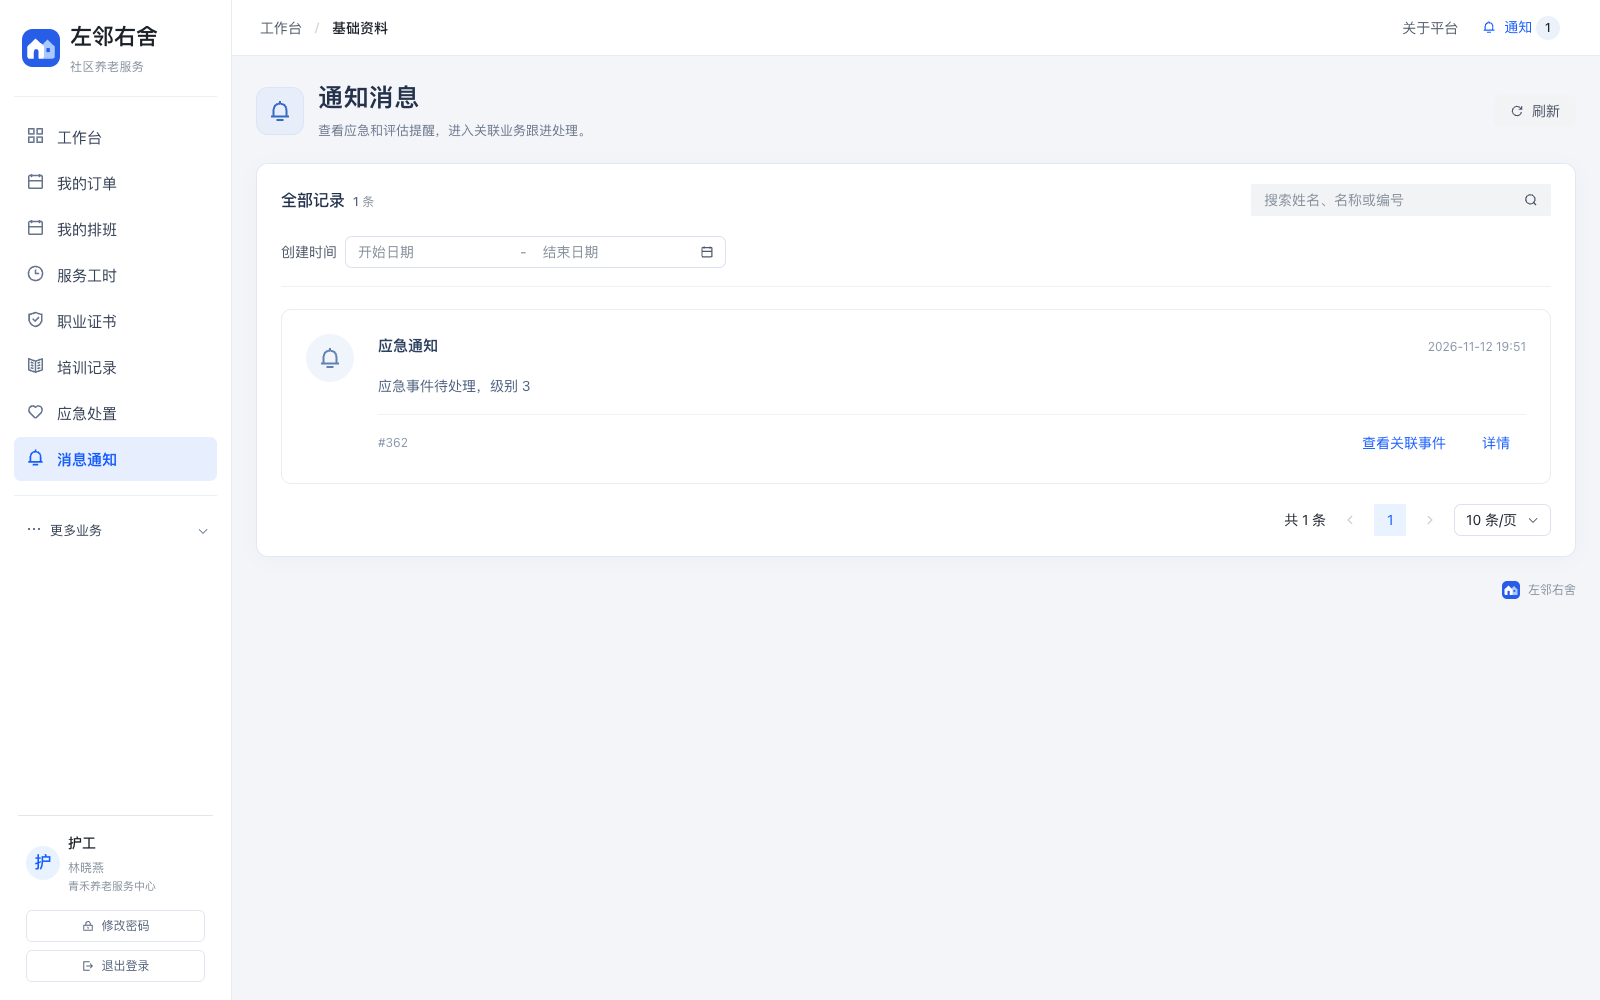 左邻右舍
社区养老服务
工作台
我的订单
我的排班
服务工时
职业证书
培训记录
应急处置
消息通知
更多业务
护
护工
林晓燕
青禾养老服务中心
修改密码
退出登录
工作台 / 基础资料
关于平台 通知 1
通知消息
查看应急和评估提醒，进入关联业务跟进处理。
刷新
全部记录 1 条
搜索姓名、名称或编号
创建时间 开始日期 - 结束日期
应急通知 2026-11-12 19:51
应急事件待处理，级别 3
#362 查看关联事件 详情
共 1 条 1 10 条/页
左邻右舍